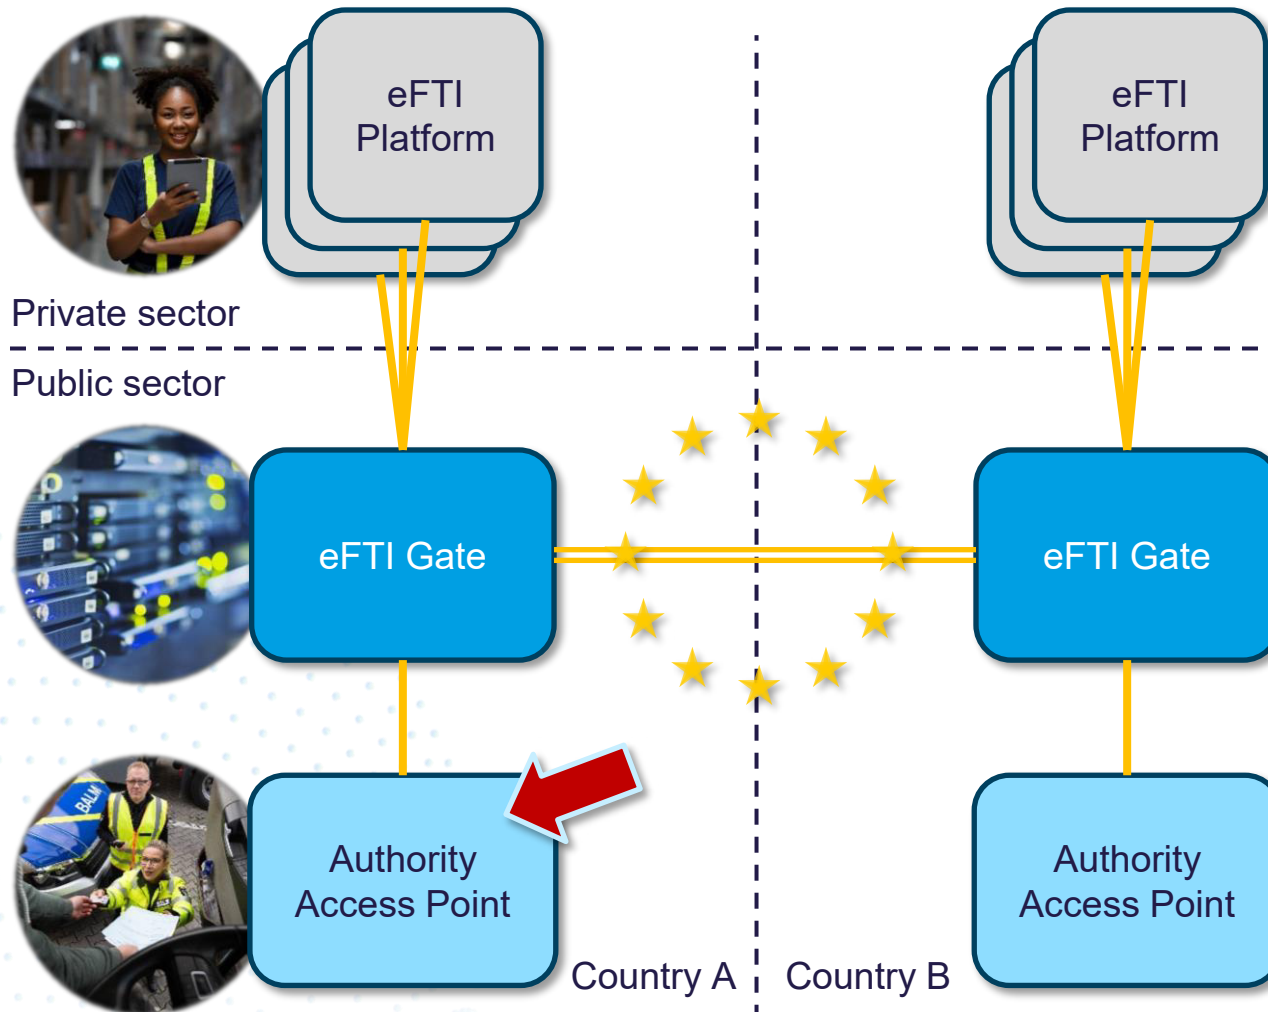 eFTI
Platform
eFTI
Platform
Private sector
Public sector
eFTI Gate
eFTI Gate
BALM
Authority
Access Point
Authority
Access Point
Country A
Country B